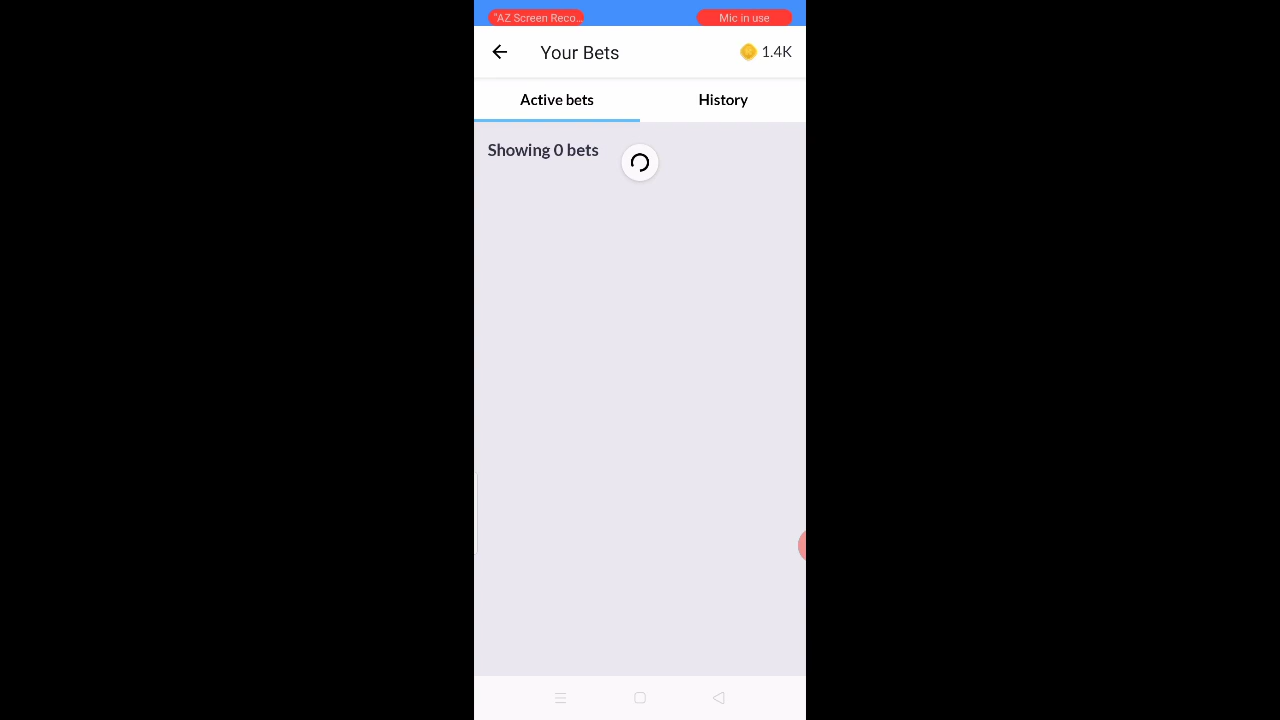 "AZ Screen Reco...
Mic in use
Your Bets
1.4K
Active bets
History
Showing 0 bets